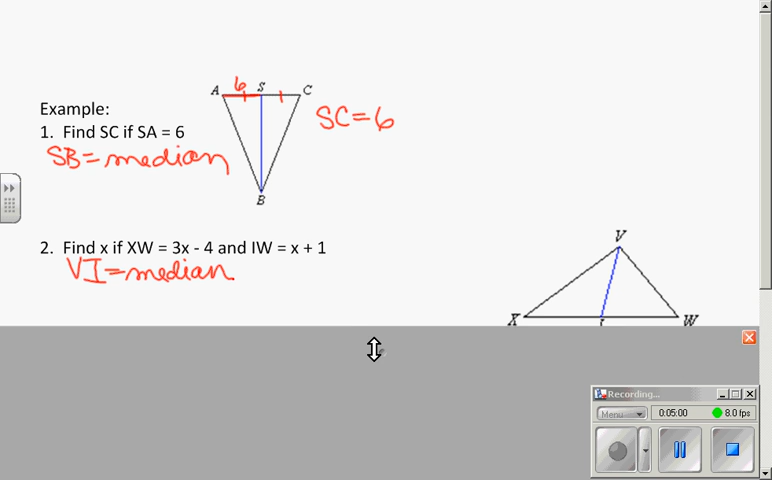 6
A S C
Example:
SC=6
1. Find SC if SA = 6
SB=median
B
V
2. Find x if XW = 3x - 4 and IW = x + 1
VI=median
X I W
Recording...
Menu 0:05:00 8.0 fps